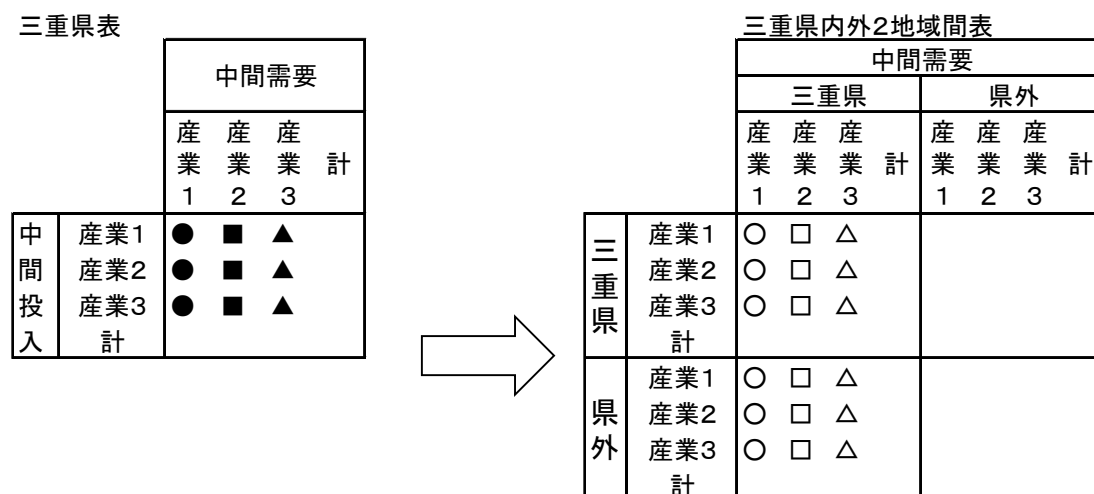 三重県表
中間需要
産業1 産業2 産業3 計
中間投入
産業1 ● ■ ▲
産業2 ● ■ ▲
産業3 ● ■ ▲
計
三重県内外2地域間表
中間需要
三重県 県外
産業1 産業2 産業3 計 産業1 産業2 産業3 計
三重県
産業1 ○ □ △
産業2 ○ □ △
産業3 ○ □ △
計
県外
産業1 ○ □ △
産業2 ○ □ △
産業3 ○ □ △
計